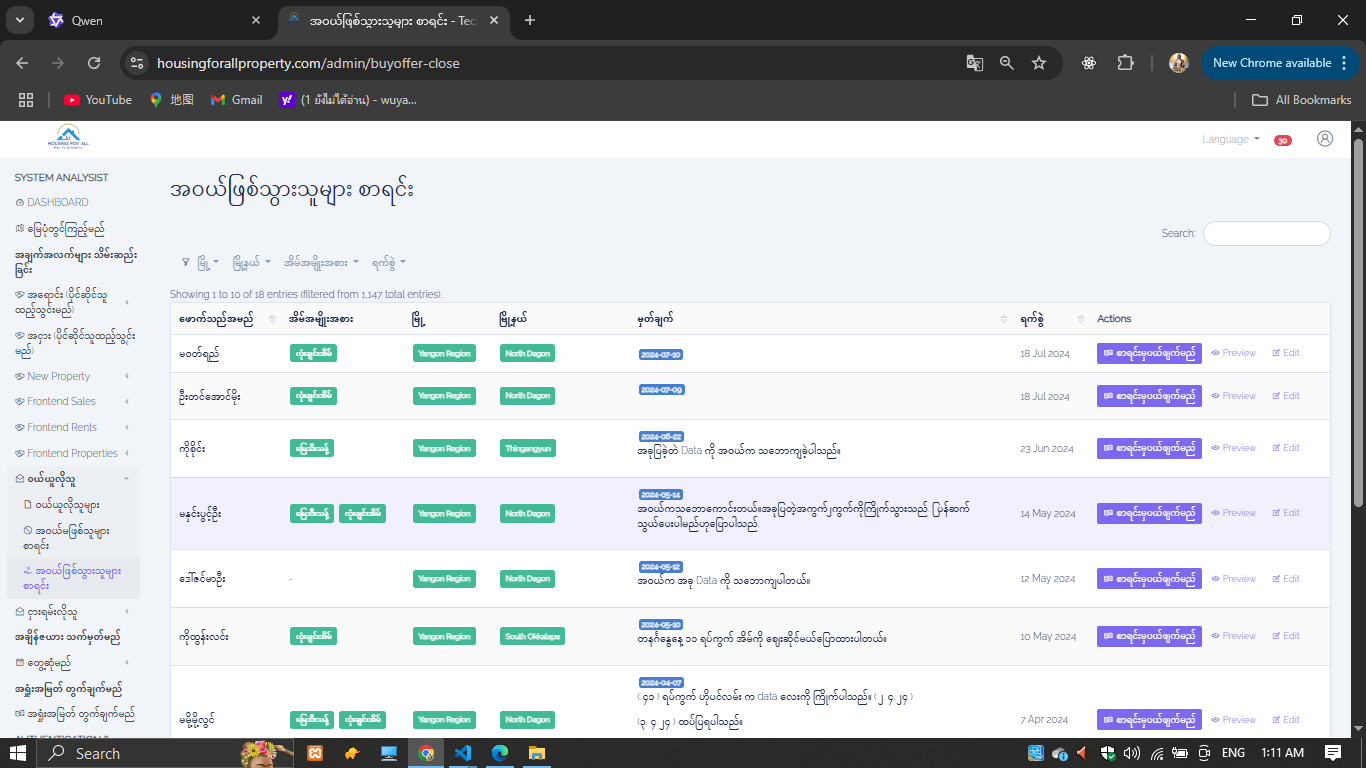 Qwen
အဝယ်ဖြစ်သွားသူများ စာရင်း - Tec
housingforallproperty.com/admin/buyoffer-close
New Chrome available
YouTube
地图
Gmail
(1 ยังไม่ได้อ่าน) - wuya...
All Bookmarks
HOUSING FOR ALL
Language
30
SYSTEM ANALYSIST
DASHBOARD
မြေပုံတွင်ကြည့်မည်
အချက်အလက်များ သိမ်းဆည်း
ခြင်း
အရောင်း (ပိုင်ဆိုင်သူ
ထည့်သွင်းမည်)
အငှား (ပိုင်ဆိုင်သူထည့်သွင်း
မည်)
New Property
Frontend Sales
Frontend Rents
Frontend Properties
ဝယ်ယူလိုသူ
ဝယ်ယူလိုသူများ
အဝယ်မဖြစ်သူများ
စာရင်း
အဝယ်ဖြစ်သွားသူများ
စာရင်း
ငှားရမ်းလိုသူ
အချိန်ဇယား သက်မှတ်မည်
တွေ့ဆုံမည်
အရှုံးအမြတ် တွက်ချက်မည်
အရှုံးအမြတ် တွက်ချက်မည်
အဝယ်ဖြစ်သွားသူများ စာရင်း
Search:
မြို့
မြို့နယ်
အိမ်အမျိုးအစား
ရက်စွဲ
Showing 1 to 10 of 18 entries (filtered from 1,147 total entries).
ဖောက်သည်အမည် အိမ်အမျိုးအစား မြို့ မြို့နယ် မှတ်ချက် ရက်စွဲ Actions
မဝတ်ရည် လုံးချင်းအိမ် Yangon Region North Dagon 2024-07-10 18 Jul 2024 စာရင်းမှပယ်ဖျက်မည် Preview Edit
ဦးတင်အောင်မိုး လုံးချင်းအိမ် Yangon Region North Dagon 2024-07-09 18 Jul 2024 စာရင်းမှပယ်ဖျက်မည် Preview Edit
ကိုစိုင်း မြေသီးသန့် Yangon Region Thingangyun 2024-06-22 23 Jun 2024 စာရင်းမှပယ်ဖျက်မည် Preview Edit
အခုပြခဲ့တဲ Data ကို အဝယ်က သဘောကျခဲ့ပါသည်။
မနှင်းပွင့်ဦး မြေသီးသန့် လုံးချင်းအိမ် Yangon Region North Dagon 2024-05-14 14 May 2024 စာရင်းမှပယ်ဖျက်မည် Preview Edit
အဝယ်ကသဘောကောင်းတယ်။အခုပြတဲ့အကွက်၂ကွက်ကိုကြိုက်သွားသည်. ပြန်ဆက်
သွယ်ပေးပါမည်ဟုပြောပါသည်.
ဒေါ်ဇင်မာဦး - Yangon Region North Dagon 2024-05-12 12 May 2024 စာရင်းမှပယ်ဖျက်မည် Preview Edit
အဝယ်က အခု Data ကို သဘောကျပါတယ်။
ကိုထွန်းလင်း လုံးချင်းအိမ် Yangon Region South Okkalapa 2024-05-10 10 May 2024 စာရင်းမှပယ်ဖျက်မည် Preview Edit
တနင်္ဂနွေနေ့ ၁၁ ရပ်ကွက် အိမ်ကို ဈေးဆိုင်မယ်ပြောထားပါတယ်။
မမို့မို့လွင် မြေသီးသန့် လုံးချင်းအိမ် Yangon Region North Dagon 2024-04-07 7 Apr 2024 စာရင်းမှပယ်ဖျက်မည် Preview Edit
( ၄၁ ) ရပ်ကွက် ဟိုပင်လမ်း က data လေးကို ကြိုက်ပါသည်။ (၂. ၄.၂၄ )
(၃. ၄.၂၄ ) ထပ်ပြရပါသည်။
Search
ENG
1:11 AM